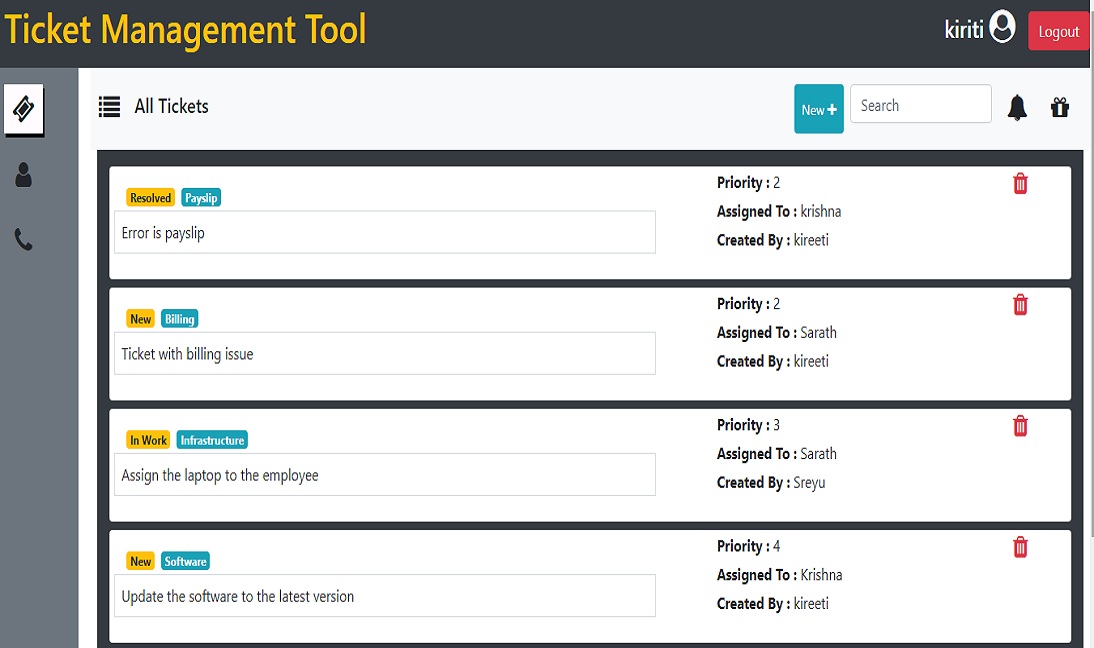 Ticket Management Tool
kiriti
Logout
All Tickets
New +
Search
Resolved Payslip
Error is payslip
Priority : 2
Assigned To : krishna
Created By : kireeti
New Billing
Ticket with billing issue
Priority : 2
Assigned To : Sarath
Created By : kireeti
In Work Infrastructure
Assign the laptop to the employee
Priority : 3
Assigned To : Sarath
Created By : Sreyu
New Software
Update the software to the latest version
Priority : 4
Assigned To : Krishna
Created By : kireeti